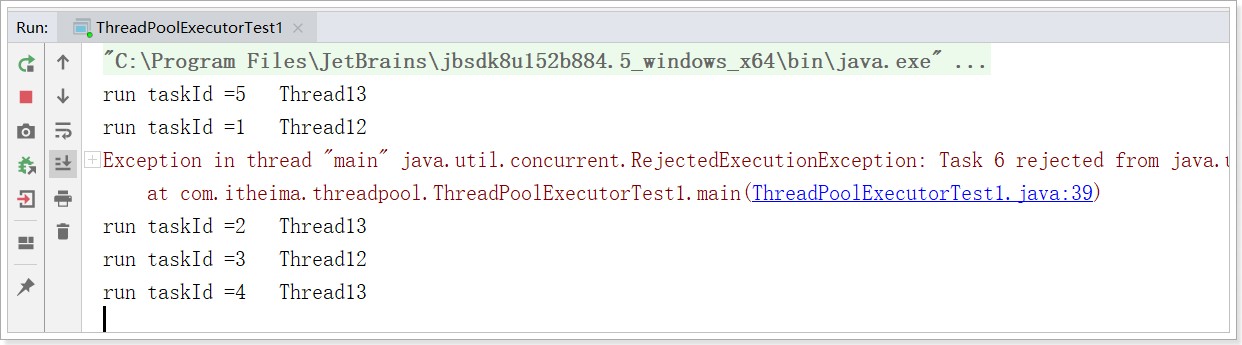 Run: ThreadPoolExecutorTest1 ×
"C:\Program Files\JetBrains\jbsdk8u152b884.5_windows_x64\bin\java.exe" ...
run taskId =5 Thread13
run taskId =1 Thread12
Exception in thread "main" java.util.concurrent.RejectedExecutionException: Task 6 rejected from java.u
at com.itheima.threadpool.ThreadPoolExecutorTest1.main(ThreadPoolExecutorTest1.java:39)
run taskId =2 Thread13
run taskId =3 Thread12
run taskId =4 Thread13